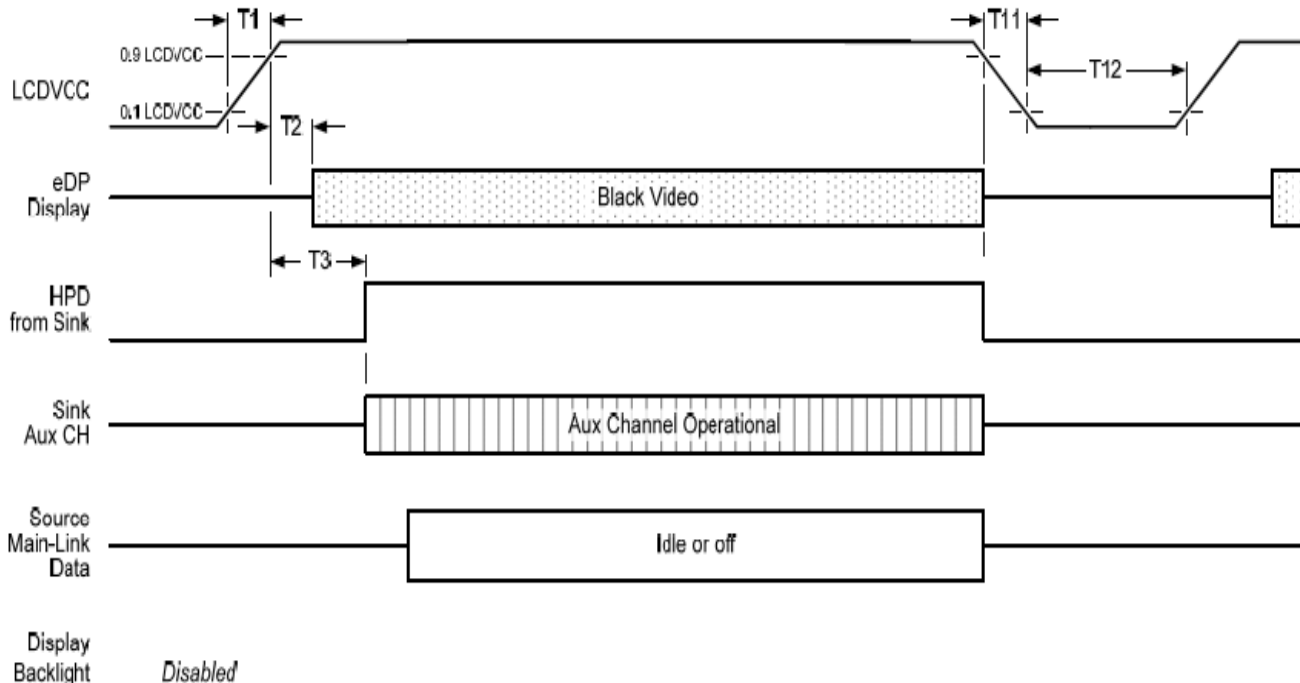 T1
T11
0.9 LCDVCC
LCDVCC
T12
0.1 LCDVCC
T2
eDP
Display
Black Video
T3
HPD
from Sink
Sink
Aux CH
Aux Channel Operational
Source
Main-Link
Data
Idle or off
Display
Backlight
Disabled